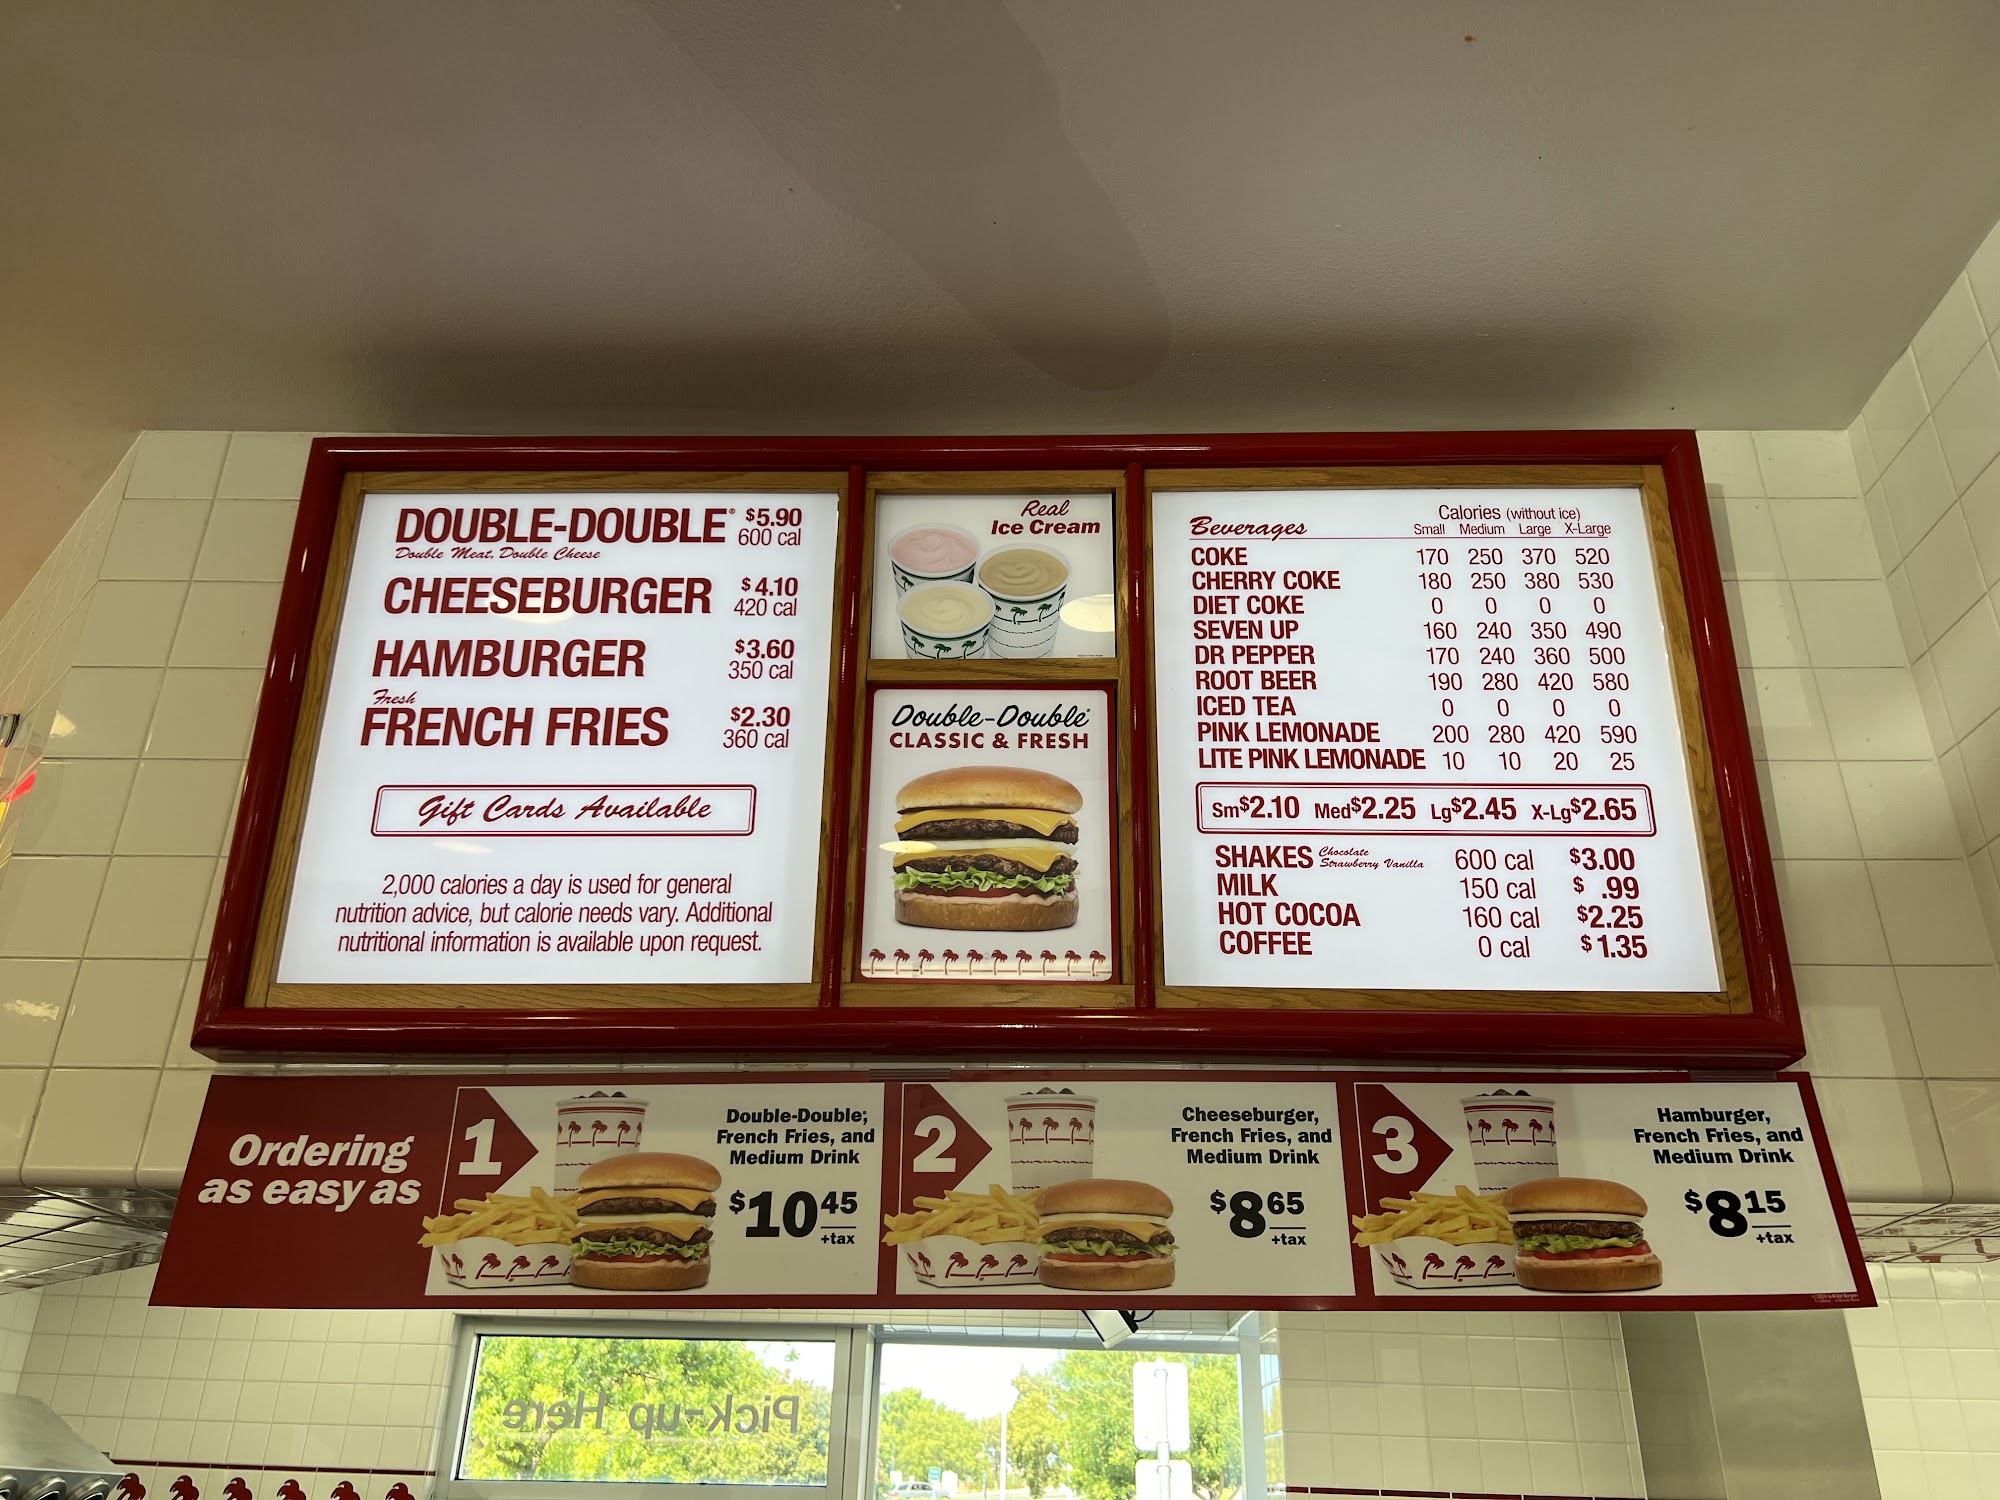 DOUBLE-DOUBLE® $5.90
Double Meat, Double Cheese 600 cal
CHEESEBURGER $4.10
420 cal
HAMBURGER $3.60
350 cal
Fresh
FRENCH FRIES $2.30
360 cal
Gift Cards Available
2,000 calories a day is used for general
nutrition advice, but calorie needs vary. Additional
nutritional information is available upon request.
Real
Ice Cream
Double-Double®
CLASSIC & FRESH
Beverages Calories (without ice)
Small Medium Large X-Large
COKE 170 250 370 520
CHERRY COKE 180 250 380 530
DIET COKE 0 0 0 0
SEVEN UP 160 240 350 490
DR PEPPER 170 240 360 500
ROOT BEER 190 280 420 580
ICED TEA 0 0 0 0
PINK LEMONADE 200 280 420 590
LITE PINK LEMONADE 10 10 20 25
Sm$2.10 Med$2.25 Lg$2.45 X-Lg$2.65
SHAKES Chocolate Strawberry Vanilla 600 cal $3.00
MILK 150 cal $ .99
HOT COCOA 160 cal $2.25
COFFEE 0 cal $1.35
Ordering
as easy as
1
Double-Double,
French Fries, and
Medium Drink
$10 45
+tax
2
Cheeseburger,
French Fries, and
Medium Drink
$8 65
+tax
3
Hamburger,
French Fries, and
Medium Drink
$8 15
+tax
Pick-up Here